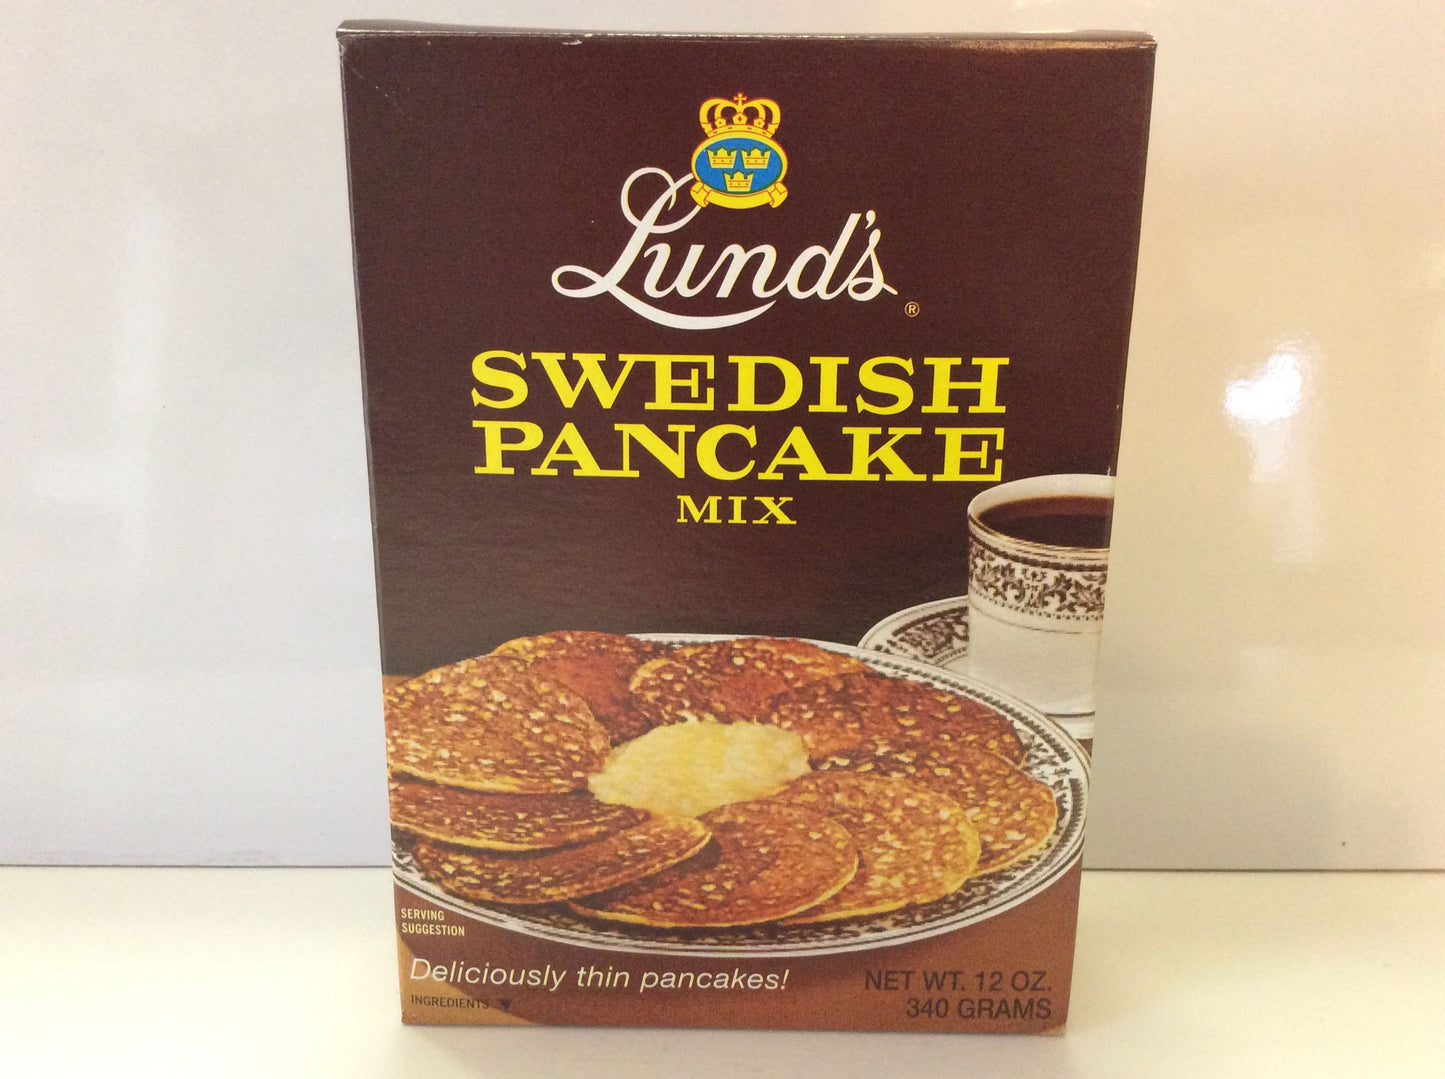 Lund's®
SWEDISH
PANCAKE
MIX
SERVING
SUGGESTION
Deliciously thin pancakes!
INGREDIENTS
NET WT. 12 OZ.
340 GRAMS